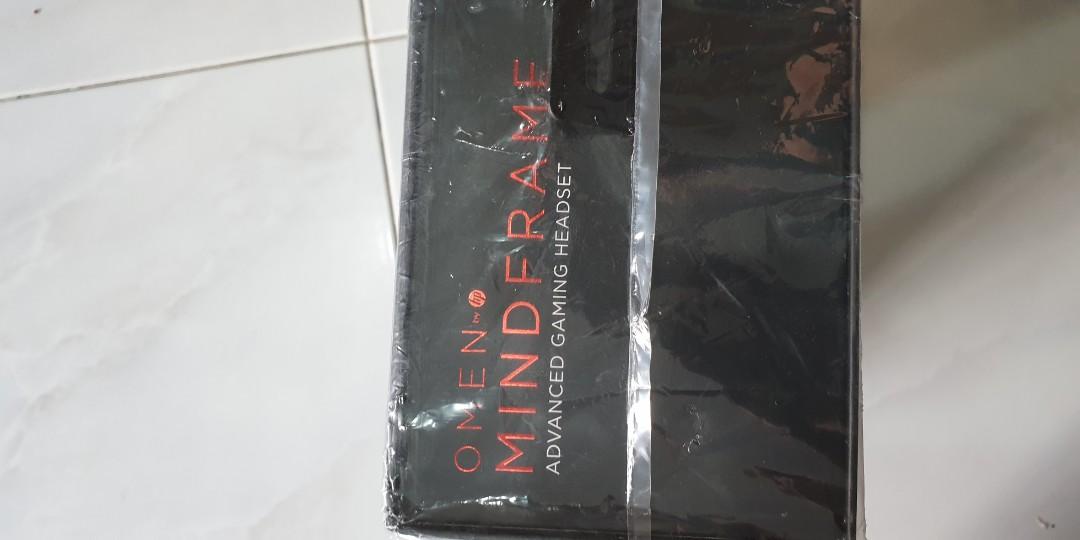 OMEN by hp
MINDFRAME
ADVANCED GAMING HEADSET